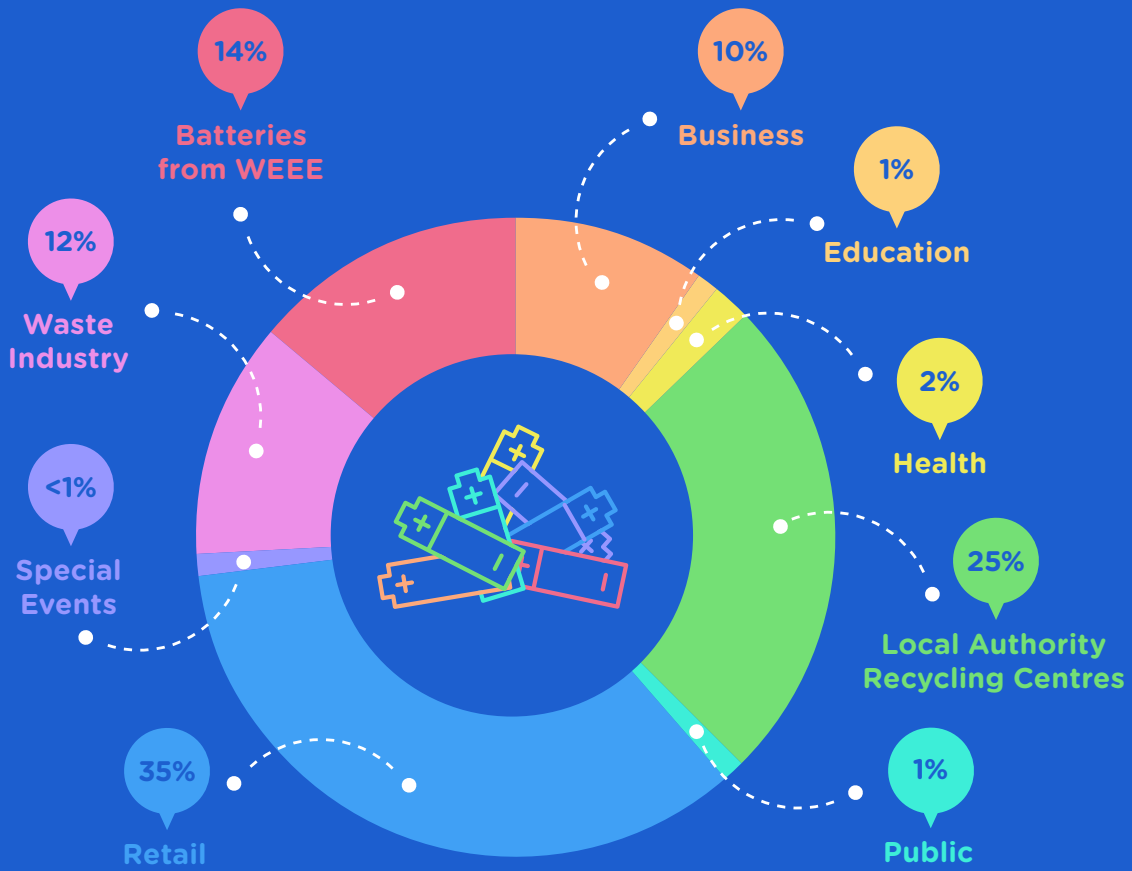 14%
Batteries
from WEEE
10%
Business
1%
Education
12%
Waste
Industry
2%
Health
<1%
Special
Events
25%
Local Authority
Recycling Centres
35%
Retail
1%
Public